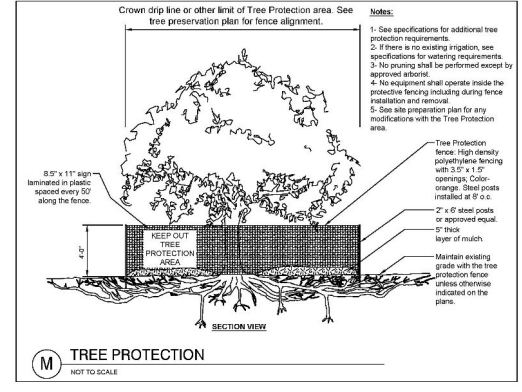 Crown drip line or other limit of Tree Protection area. See
tree preservation plan for fence alignment.
Notes:
1- See specifications for additional tree
protection requirements.
2- If there is no existing irrigation, see
specifications for watering requirements.
3- No pruning shall be performed except by
approved arborist.
4- No equipment shall operate inside the
protective fencing including during fence
installation and removal.
5- See site preparation plan for any
modifications with the Tree Protection
area.
8.5" x 11" sign
laminated in plastic
spaced every 50'
along the fence.
Tree Protection
fence: High density
polyethylene fencing
with 3.5" x 1.5"
openings; Color-
orange. Steel posts
installed at 8' o.c.
2" x 6' steel posts
or approved equal.
5" thick
layer of mulch.
Maintain existing
grade with the tree
protection fence
unless otherwise
indicated on the
plans.
4'-0"
KEEP OUT
TREE
PROTECTION
AREA
SECTION VIEW
M
TREE PROTECTION
NOT TO SCALE